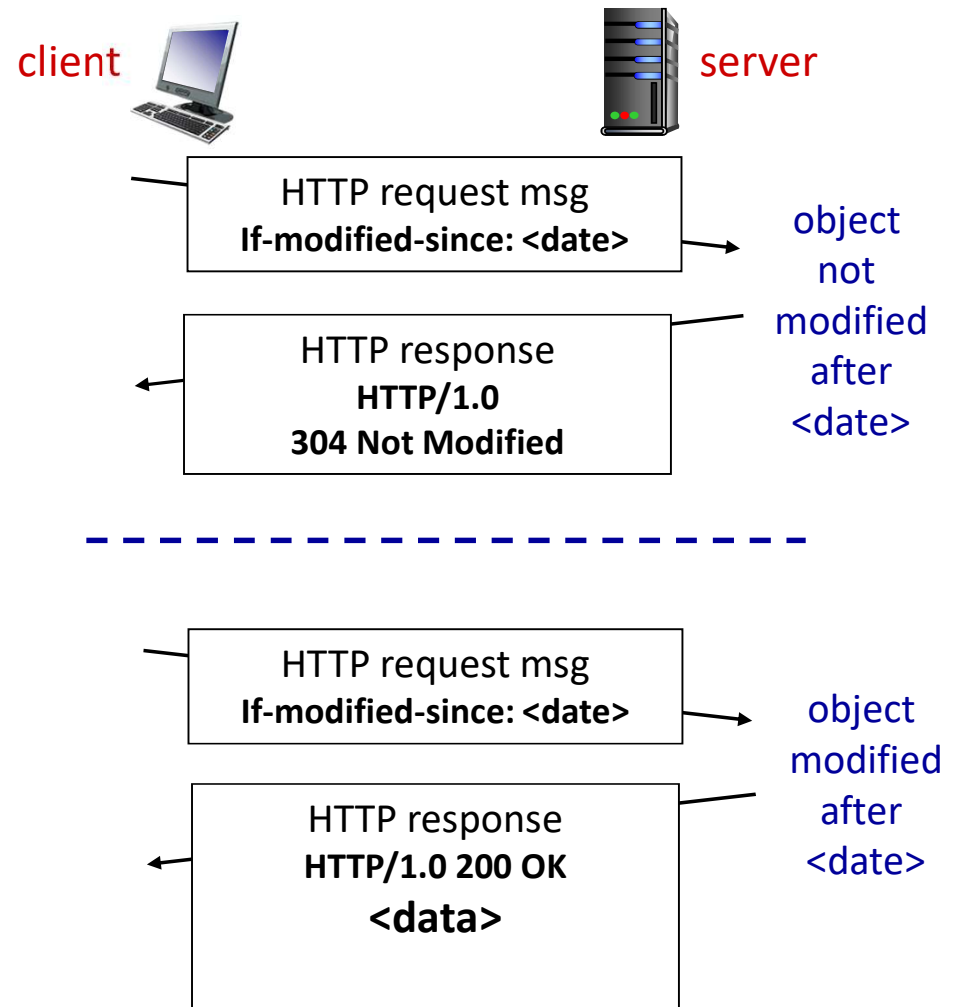 client
server
HTTP request msg
If-modified-since: <date>
object
not
modified
after
<date>
HTTP response
HTTP/1.0
304 Not Modified
HTTP request msg
If-modified-since: <date>
object
modified
after
<date>
HTTP response
HTTP/1.0 200 OK
<data>